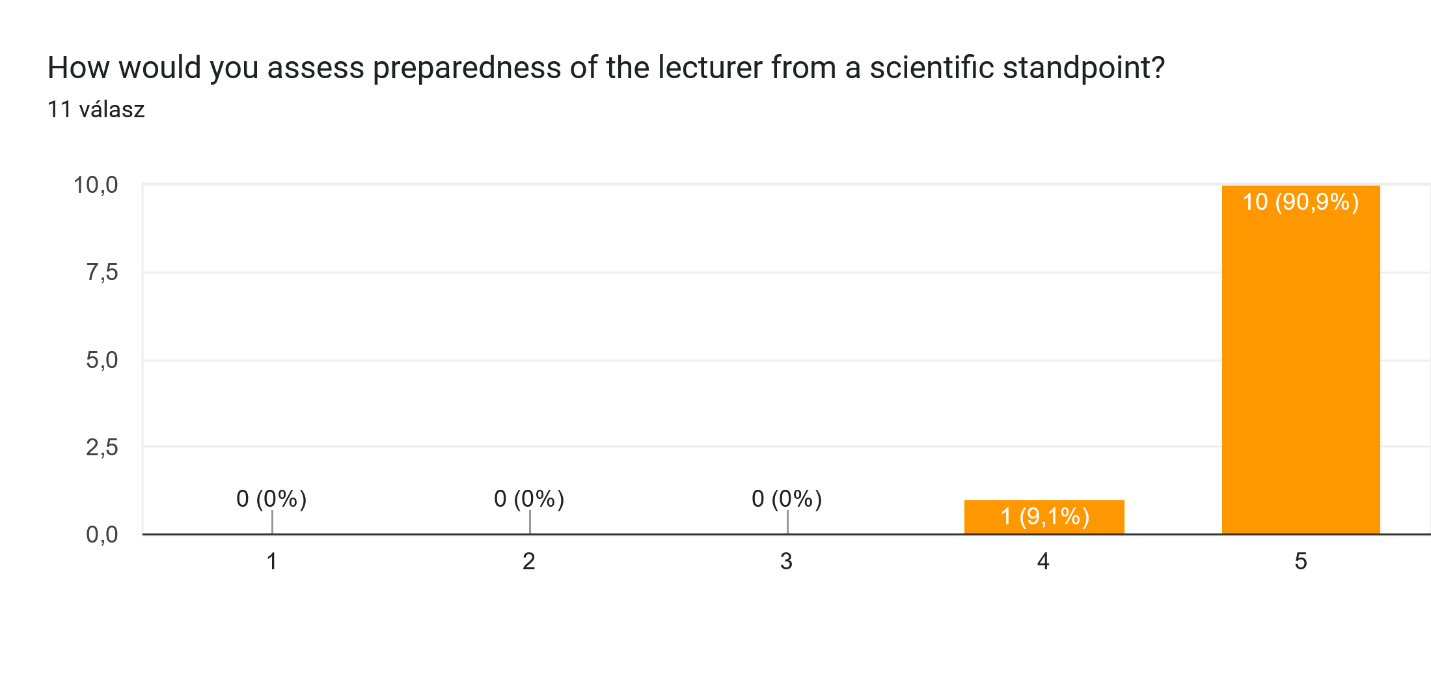 How would you assess preparedness of the lecturer from a scientific standpoint?
11 válasz
10,0
10 (90,9%)
7,5
5,0
2,5
0 (0%) 0 (0%) 0 (0%)
1 (9,1%)
0,0
1 2 3 4 5